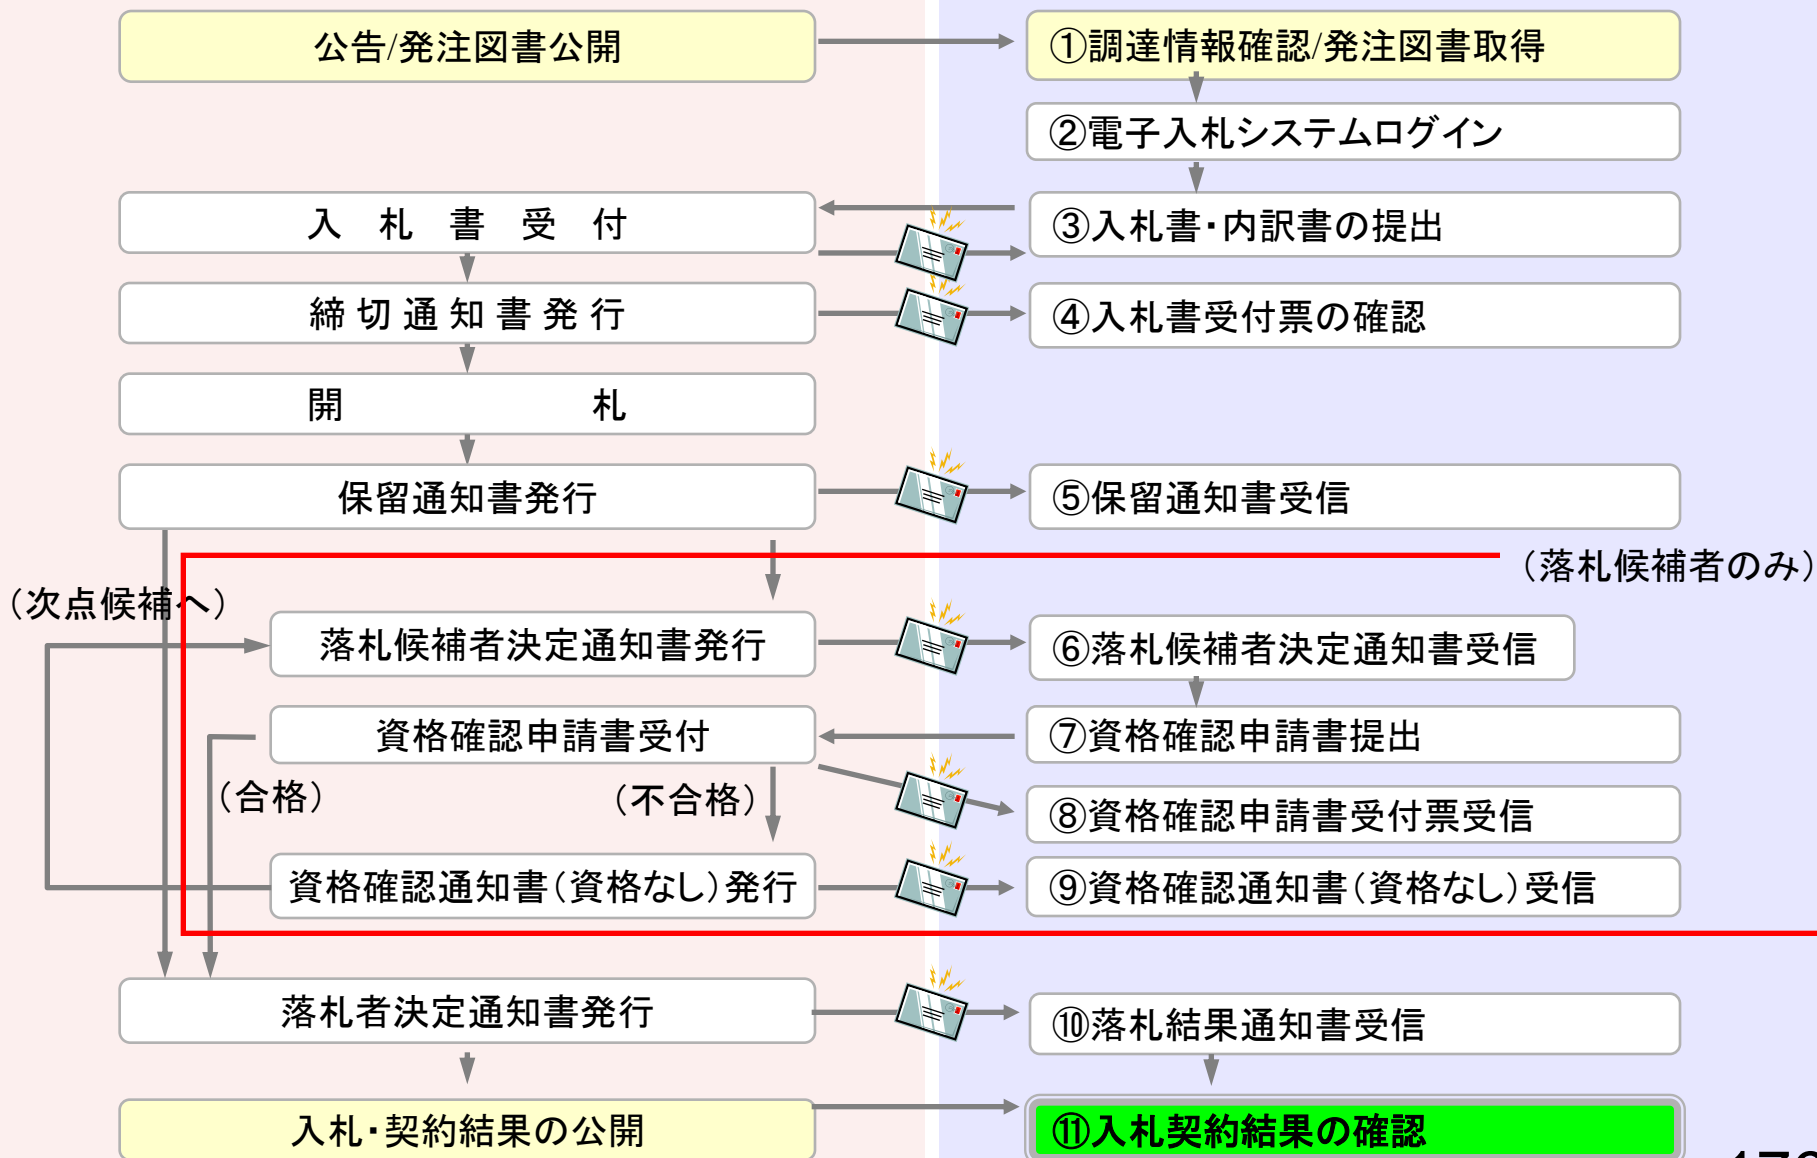 公告/発注図書公開
①調達情報確認/発注図書取得
②電子入札システムログイン
入 札 書 受 付
③入札書・内訳書の提出
締 切 通 知 書 発 行
④入札書受付票の確認
開 札
保留通知書発行
⑤保留通知書受信
（落札候補者のみ）
（次点候補へ）
落札候補者決定通知書発行
⑥落札候補者決定通知書受信
資格確認申請書受付
⑦資格確認申請書提出
（合格）
（不合格）
⑧資格確認申請書受付票受信
資格確認通知書（資格なし）発行
⑨資格確認通知書（資格なし）受信
落札者決定通知書発行
⑩落札結果通知書受信
入札・契約結果の公開
⑪入札契約結果の確認